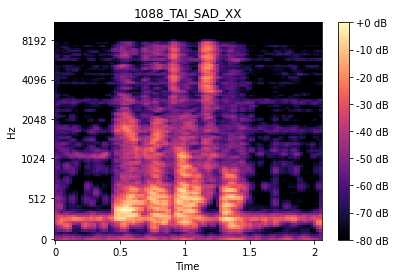 1088_TAI_SAD_XX
+0 dB
8192
-10 dB
4096
-20 dB
-30 dB
2048
Hz
-40 dB
1024
-50 dB
512
-60 dB
-70 dB
0
-80 dB
0 0.5 1 1.5 2
Time